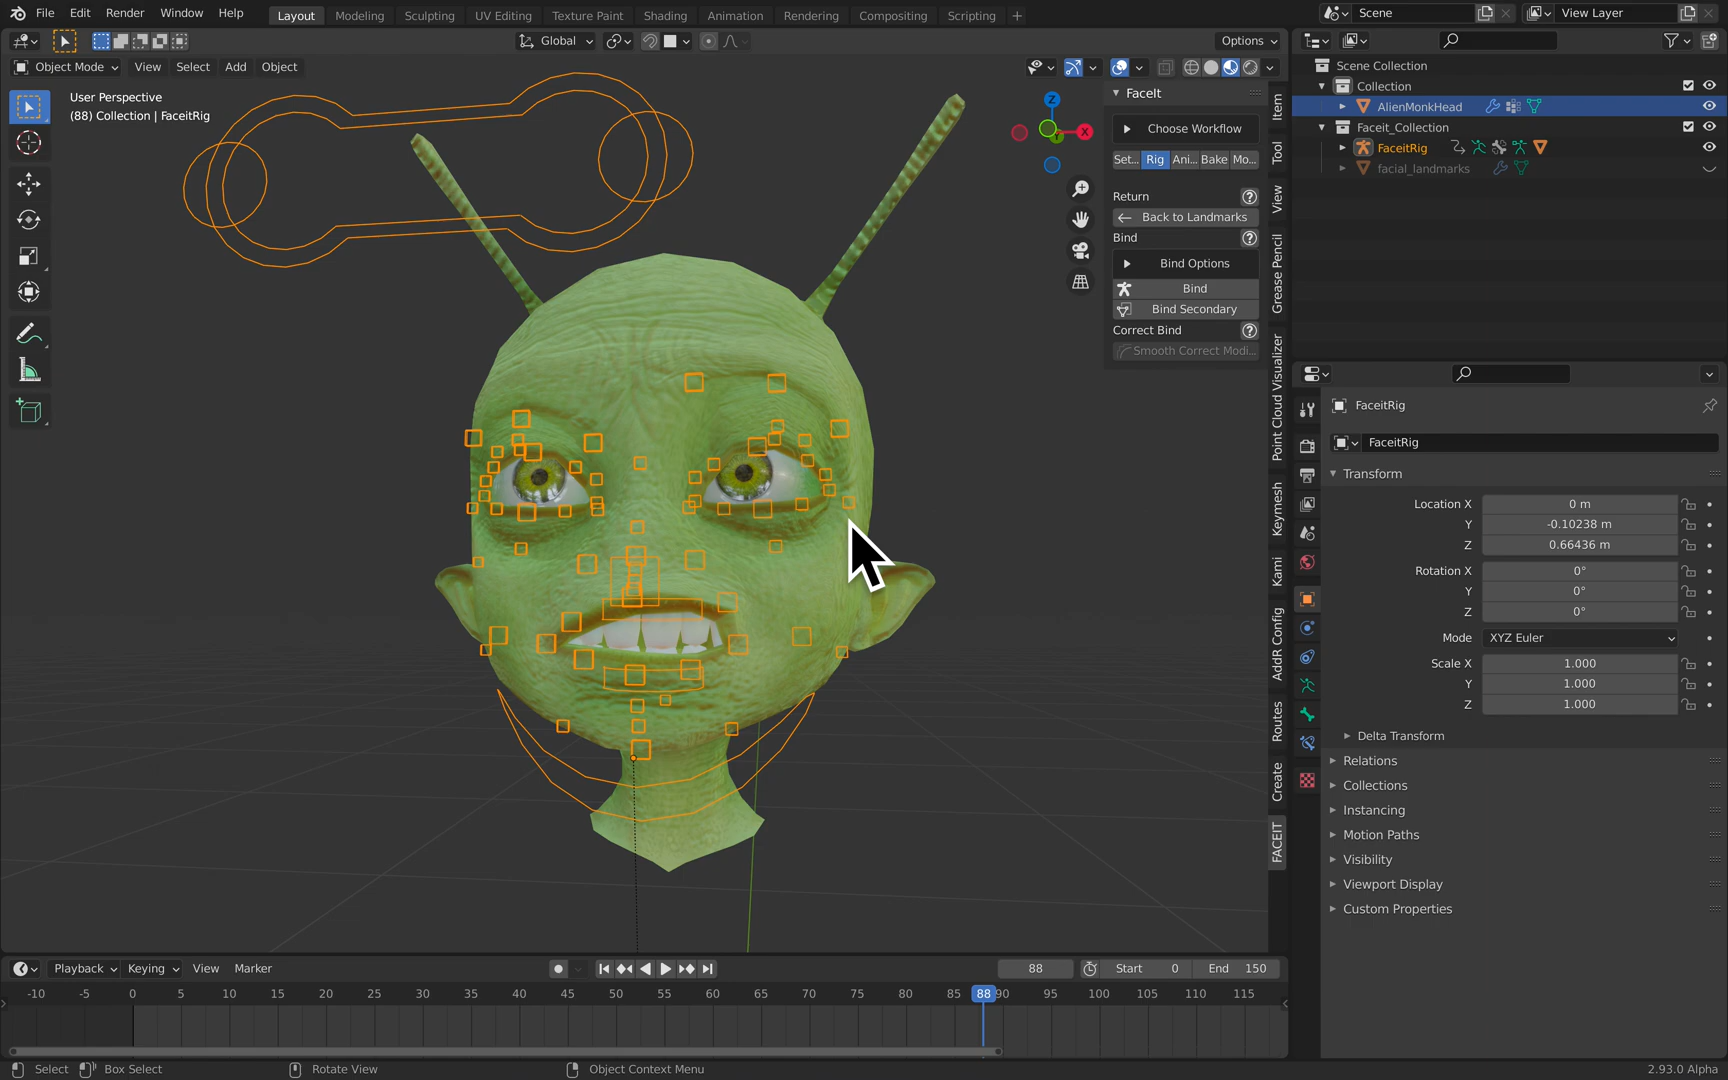 File Edit Render Window Help Layout Modeling Sculpting UV Editing Texture Paint Shading Animation Rendering Compositing Scripting + Scene View Layer
Global Options
Object Mode View Select Add Object
User Perspective
(88) Collection | FaceitRig
Z
X
Y
FaceIt
Choose Workflow
Set... Rig Ani... Bake Mo...
Return ?
Back to Landmarks
Bind ?
Bind Options
Bind
Bind Secondary
Correct Bind ?
Smooth Correct Modi...
Item
Tool
View
Grease Pencil
Point Cloud Visualizer
Keymesh
Kami
AddR Config
Routes
Create
FACEIT
Scene Collection
Collection
AlienMonkHead
Faceit_Collection
FaceitRig
facial_landmarks
FaceitRig
FaceitRig
Transform
Location X 0 m
Y -0.10238 m
Z 0.66436 m
Rotation X 0°
Y 0°
Z 0°
Mode XYZ Euler
Scale X 1.000
Y 1.000
Z 1.000
Delta Transform
Relations
Collections
Instancing
Motion Paths
Visibility
Viewport Display
Custom Properties
Playback Keying View Marker 88 Start 0 End 150
-10 -5 0 5 10 15 20 25 30 35 40 45 50 55 60 65 70 75 80 85 88 90 95 100 105 110 115
Select Box Select Rotate View Object Context Menu 2.93.0 Alpha